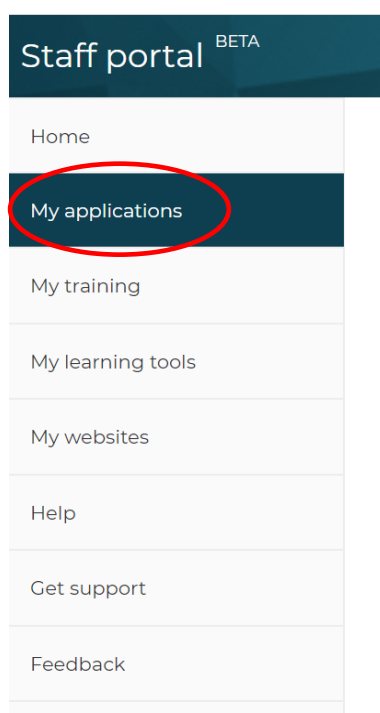 Staff portal BETA
Home
My applications
My training
My learning tools
My websites
Help
Get support
Feedback